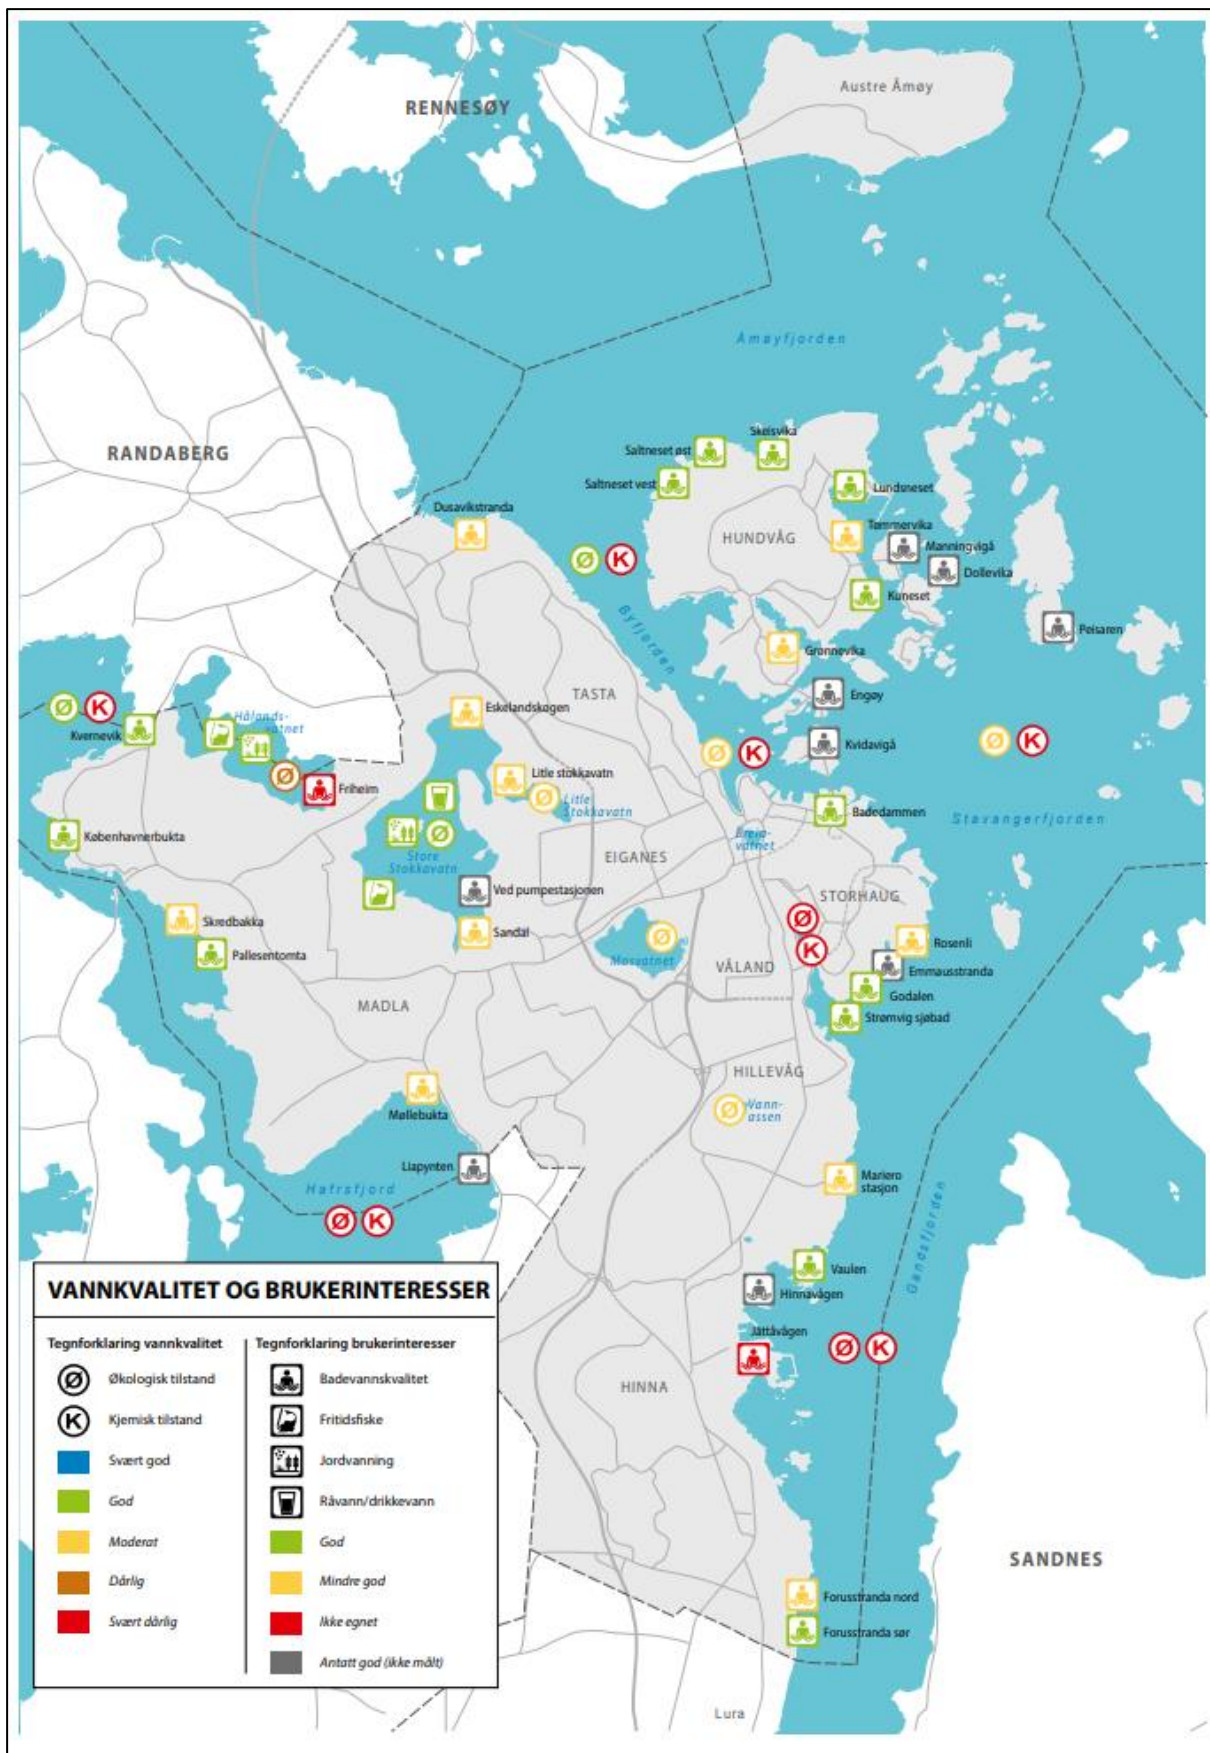 RENNESØY
Austre Åmøy
Åmøyfjorden
RANDABERG
Skeisvika
Saltneset øst
Saltneset vest
Lundsneset
Dusavikstranda
Tømmervika
HUNDVÅG
Manningvigå
Dollevika
Kuneset
Byfjorden
Peisaren
Grønnevika
TASTA
Engøy
Eskelandskogen
Hålands-
vatnet
Kvernevik
Kvidavigå
Litle stokkavatn
Friheim
Litle
Stokkavatn
Badedammen
Stavangerfjorden
Københavnerbukta
Breia-
vatnet
Store
Stokkavatn
EIGANES
Ved pumpestasjonen
STORHAUG
Skredbakka
Sandal
Rosenli
Pallesentomta
Mosvatnet
VÅLAND
Emmausstranda
Godalen
MADLA
Strømvig sjøbad
HILLEVÅG
Møllebukta
Vann-
assen
Liapynten
Mariero
stasjon
Hafrsfjord
Gandsfjorden
Ø K
Vaulen
Hinnavågen
Jåttåvågen
HINNA
VANNKVALITET OG BRUKERINTERESSER
Tegnforklaring vannkvalitet
Ø Økologisk tilstand
K Kjemisk tilstand
Svært god
God
Moderat
Dårlig
Svært dårlig
Tegnforklaring brukerinteresser
Badevannskvalitet
Fritidsfiske
Jordvanning
Råvann/drikkevann
God
Mindre god
Ikke egnet
Antatt god (ikke målt)
SANDNES
Forusstranda nord
Forusstranda sør
Lura